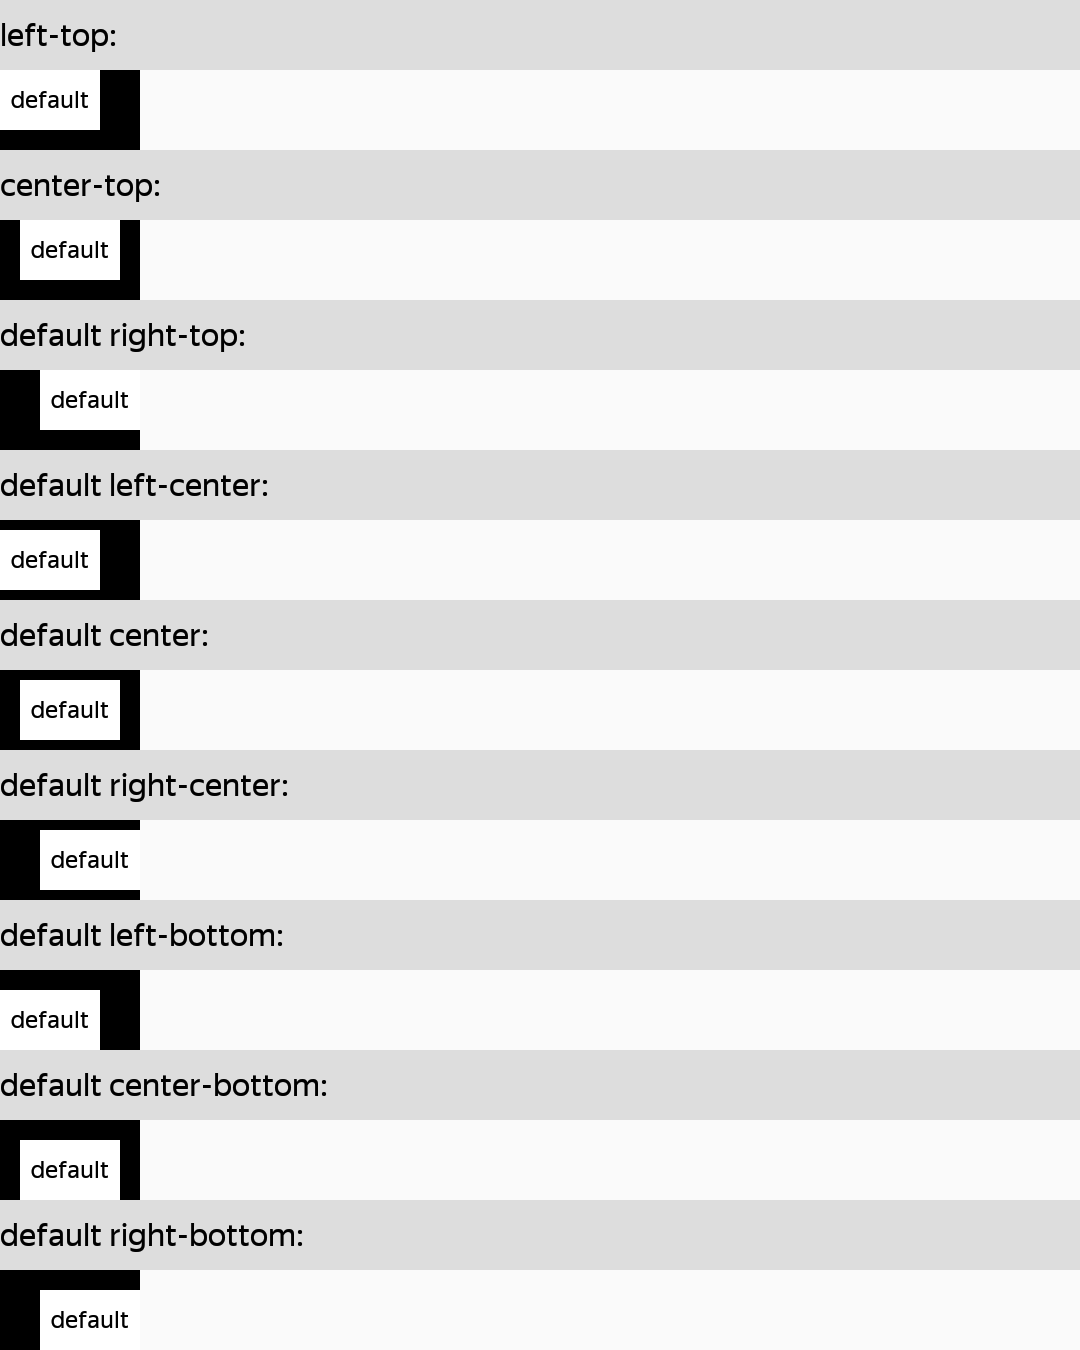 left-top:
default
center-top:
default
default right-top:
default
default left-center:
default
default center:
default
default right-center:
default
default left-bottom:
default
default center-bottom:
default
default right-bottom:
default